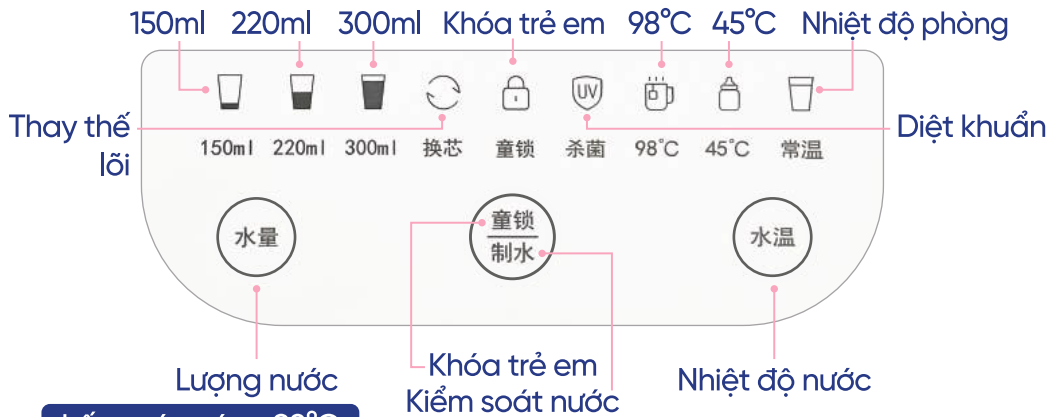 150ml 220ml 300ml Khóa trẻ em 98°C 45°C Nhiệt độ phòng
UV
Thay thế
lõi
Diệt khuẩn
150ml 220ml 300ml 换芯 童锁 杀菌 98°C 45°C 常温
水量
童锁
制水
水温
Lượng nước
Khóa trẻ em
Kiểm soát nước
Nhiệt độ nước
98°C